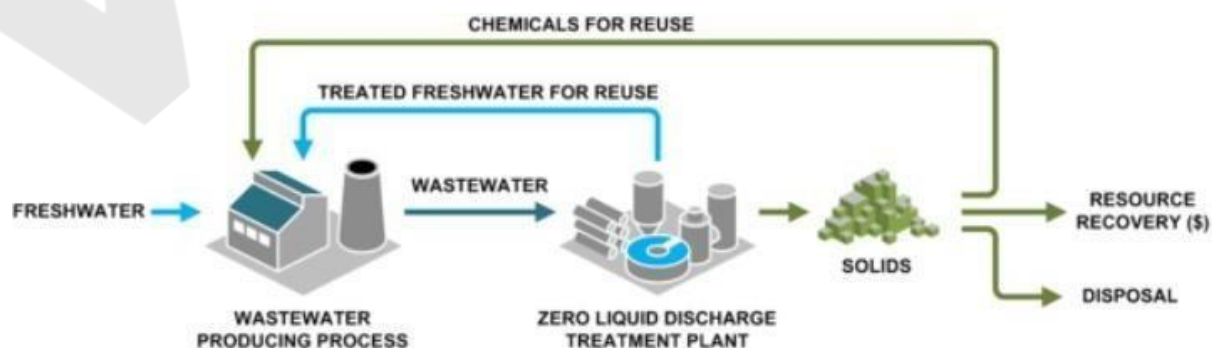 CHEMICALS FOR REUSE
TREATED FRESHWATER FOR REUSE
WASTEWATER
FRESHWATER
RESOURCE
RECOVERY ($)
SOLIDS
DISPOSAL
WASTEWATER
PRODUCING PROCESS
ZERO LIQUID DISCHARGE
TREATMENT PLANT